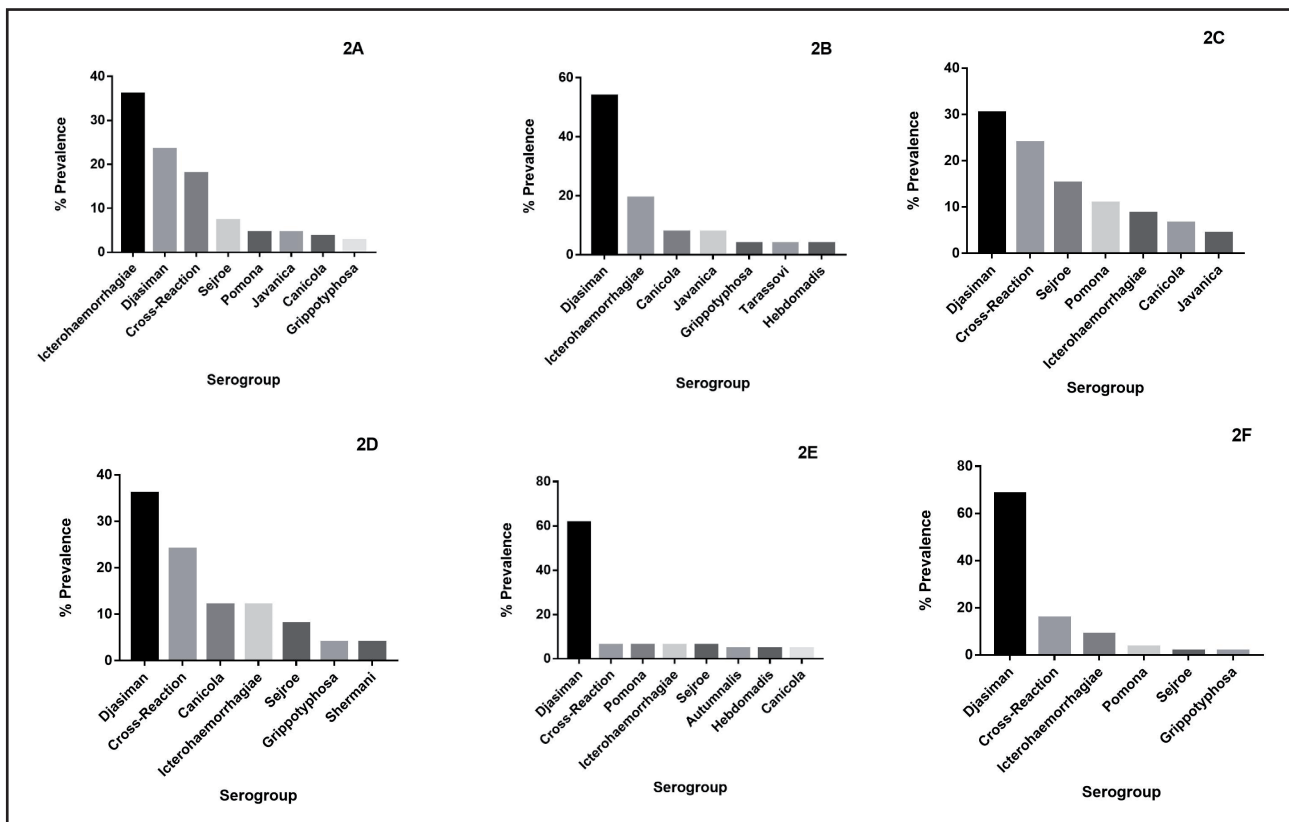 2A
% Prevalence
40
30
20
10
0
Icterohaemorrhagiae
Djasiman
Cross-Reaction
Sejroe
Pomona
Javanica
Canicola
Grippotyphosa
Serogroup
2B
% Prevalence
60
40
20
0
Djasiman
Icterohaemorrhagiae
Canicola
Javanica
Grippotyphosa
Tarassovi
Hebdomadis
Serogroup
2C
% Prevalence
40
30
20
10
0
Djasiman
Cross-Reaction
Sejroe
Pomona
Icterohaemorrhagiae
Canicola
Javanica
Serogroup
2D
% Prevalence
40
30
20
10
0
Djasiman
Cross-Reaction
Canicola
Icterohaemorrhagiae
Sejroe
Grippotyphosa
Shermani
Serogroup
2E
% Prevalence
80
60
40
20
0
Djasiman
Cross-Reaction
Pomona
Icterohaemorrhagiae
Sejroe
Autumnalis
Hebdomadis
Canicola
Serogroup
2F
% Prevalence
80
60
40
20
0
Djasiman
Cross-Reaction
Icterohaemorrhagiae
Pomona
Sejroe
Grippotyphosa
Serogroup